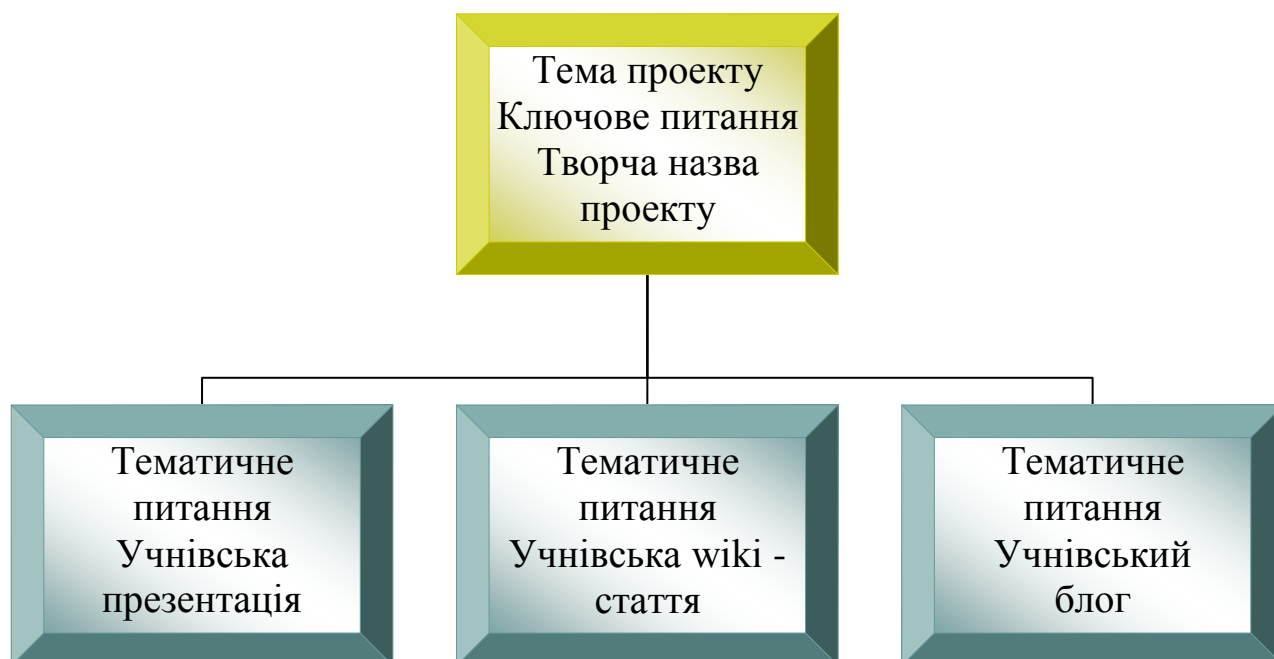 Тема проекту
Ключове питання
Творча назва
проекту
Тематичне
питання
Учнівська
презентація
Тематичне
питання
Учнівська wiki -
стаття
Тематичне
питання
Учнівський
блог